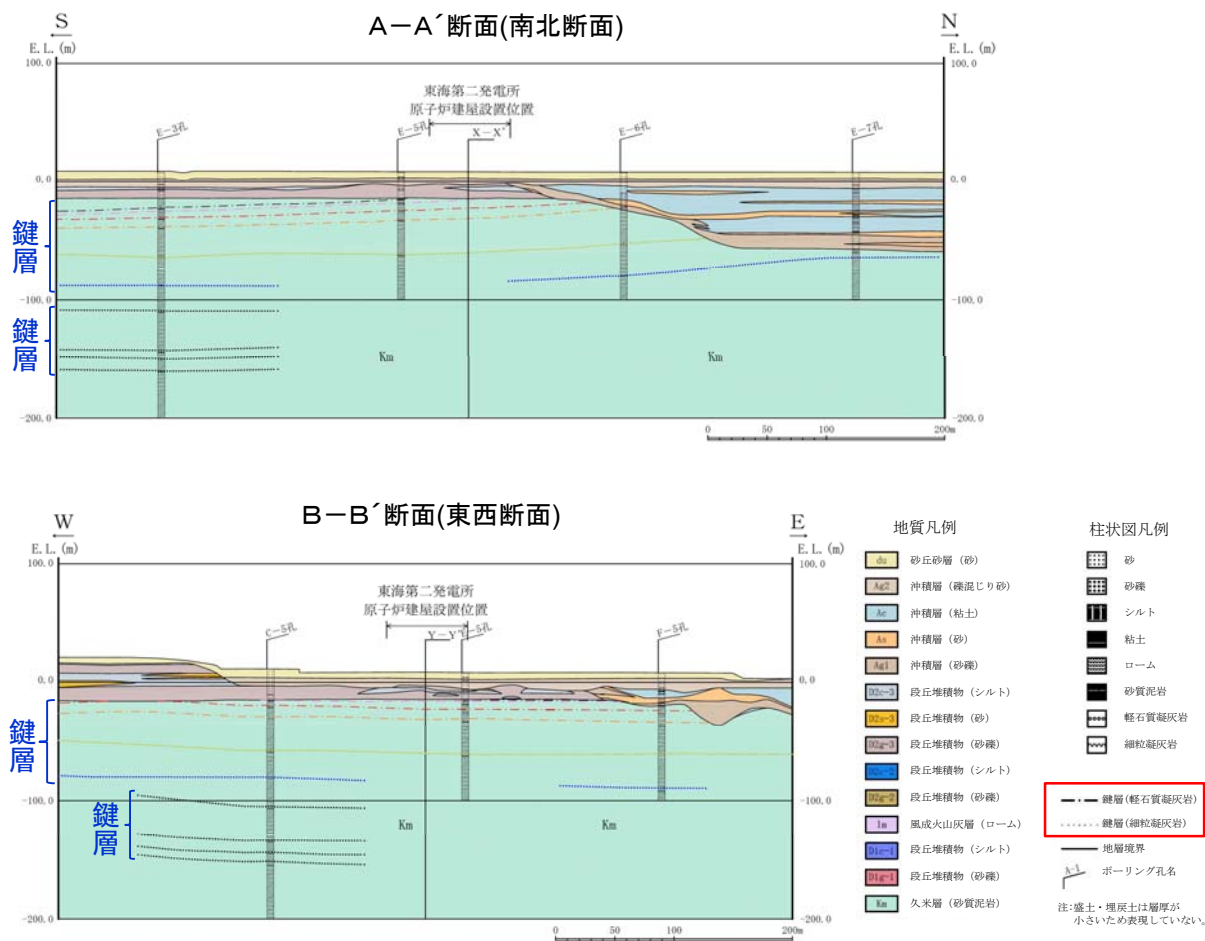 A-A´断面(南北断面)
S
N
E. L. (m)
E. L. (m)
100.0
100.0
東海第二発電所
原子炉建屋設置位置
E-3孔
E-5孔
X-X'
E-6孔
E-7孔
0.0
0.0
鍵層
-100.0
-100.0
鍵層
Km
Km
-200.0
-200.0
0 50 100 200m
B-B´断面(東西断面)
W
E
E. L. (m)
E. L. (m)
100.0
100.0
東海第二発電所
原子炉建屋設置位置
C-5孔
Y-Y'
-5孔
F-5孔
0.0
0.0
鍵層
-100.0
-100.0
鍵層
Km
Km
-200.0
-200.0
0 50 100 200m
地質凡例
du 砂丘砂層 (砂)
Ag2 沖積層 (礫混じり砂)
Ac 沖積層 (粘土)
As 沖積層 (砂)
Ag1 沖積層 (砂礫)
D2c-3 段丘堆積物 (シルト)
D2s-3 段丘堆積物 (砂)
D2g-3 段丘堆積物 (砂礫)
D2c-2 段丘堆積物 (シルト)
D2g-2 段丘堆積物 (砂礫)
lm 風成火山灰層 (ローム)
D1c-1 段丘堆積物 (シルト)
D1g-1 段丘堆積物 (砂礫)
Km 久米層 (砂質泥岩)
柱状図凡例
砂
砂礫
シルト
粘土
ローム
砂質泥岩
軽石質凝灰岩
細粒凝灰岩
鍵層(軽石質凝灰岩)
鍵層(細粒凝灰岩)
地層境界
A-1 ボーリング孔名
注:盛土・埋戻土は層厚が
小さいため表現していない。